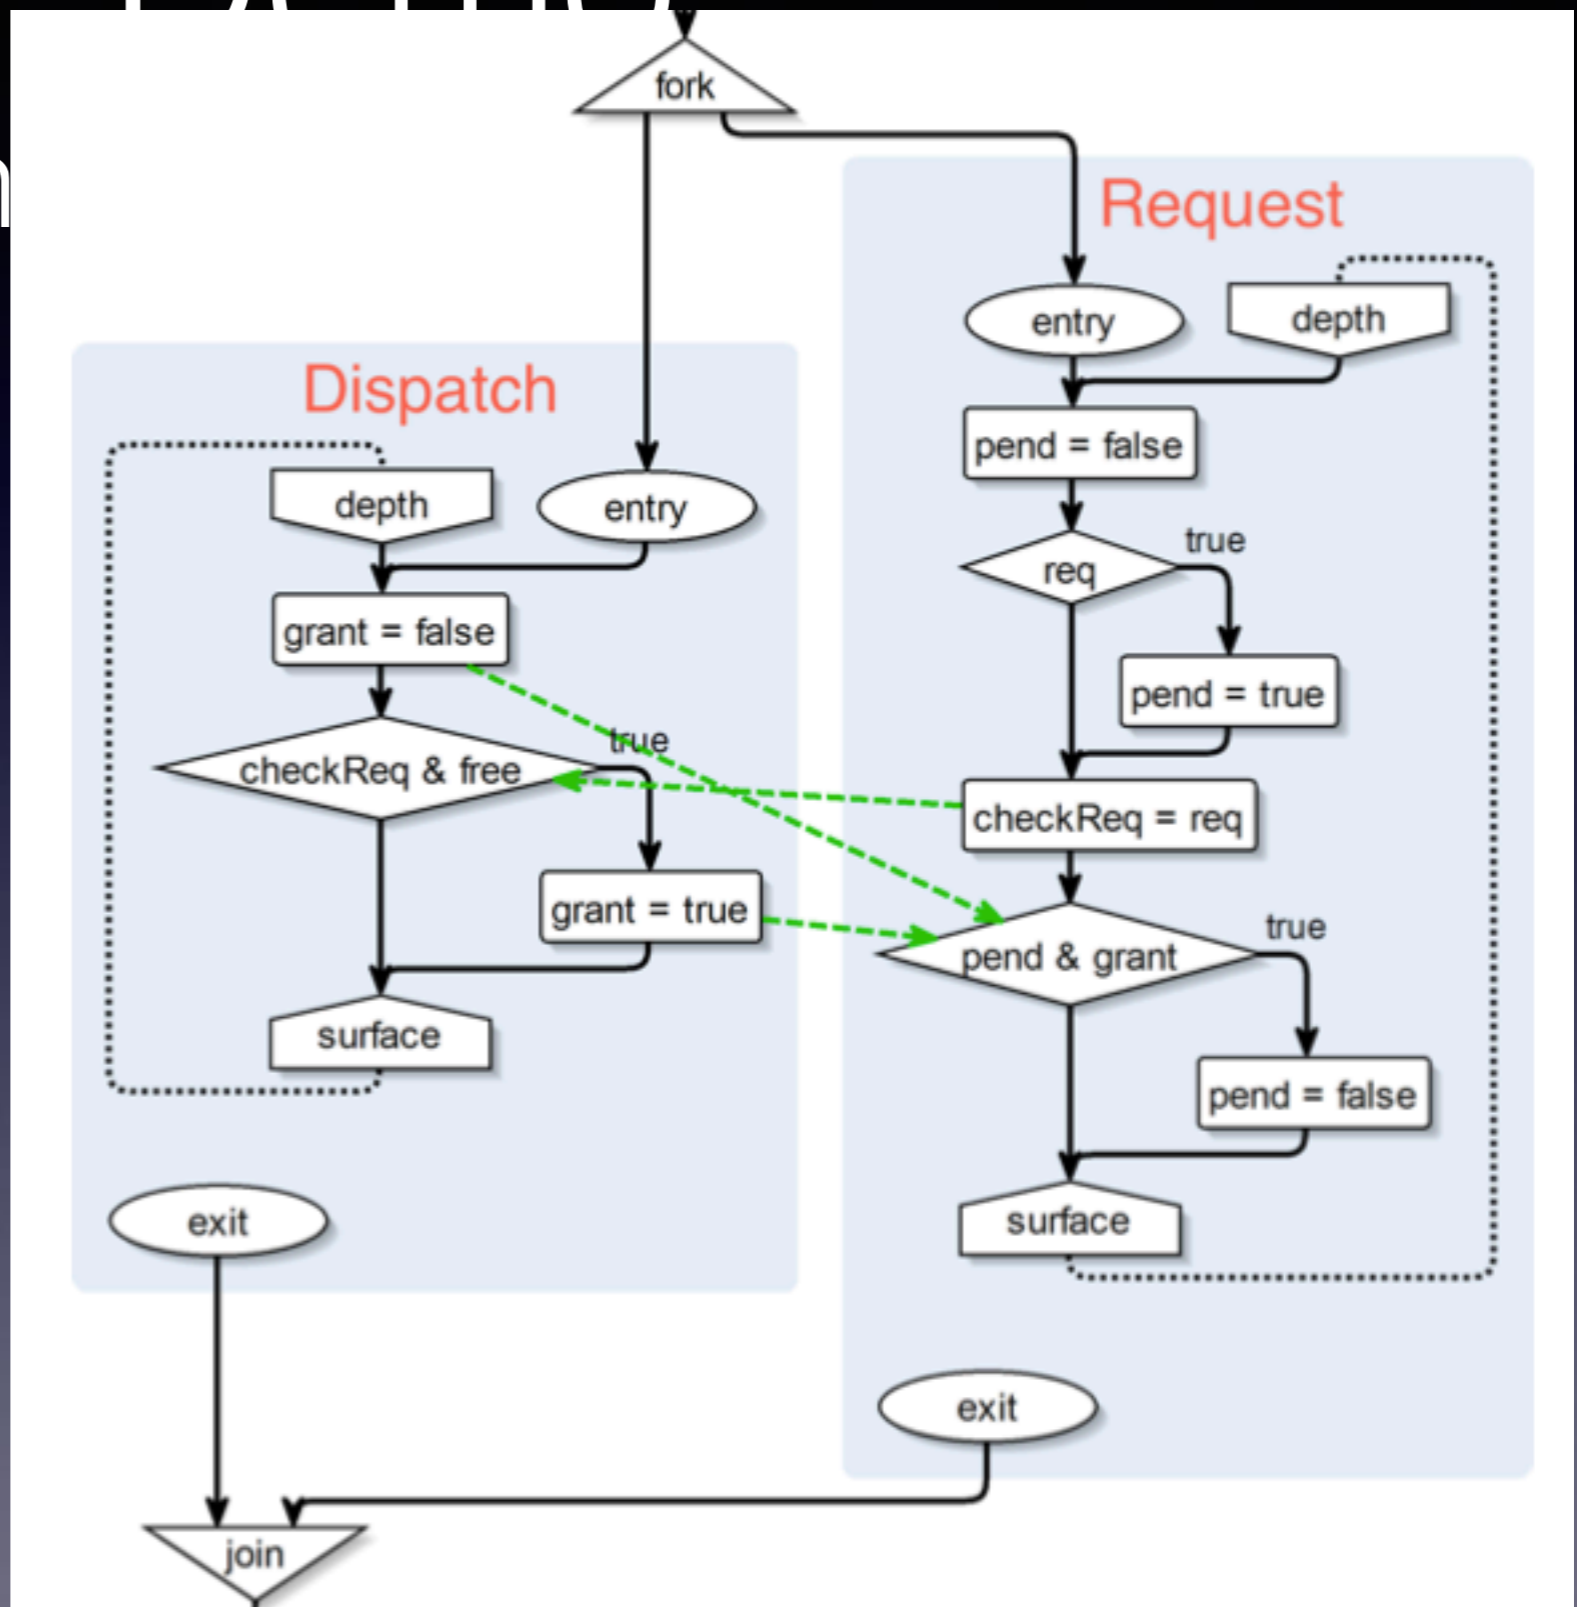 fork
Request
entry
depth
pend = false
req
true
pend = true
checkReq = req
pend & grant
true
pend = false
surface
exit
Dispatch
depth
entry
grant = false
checkReq & free
true
grant = true
surface
exit
join